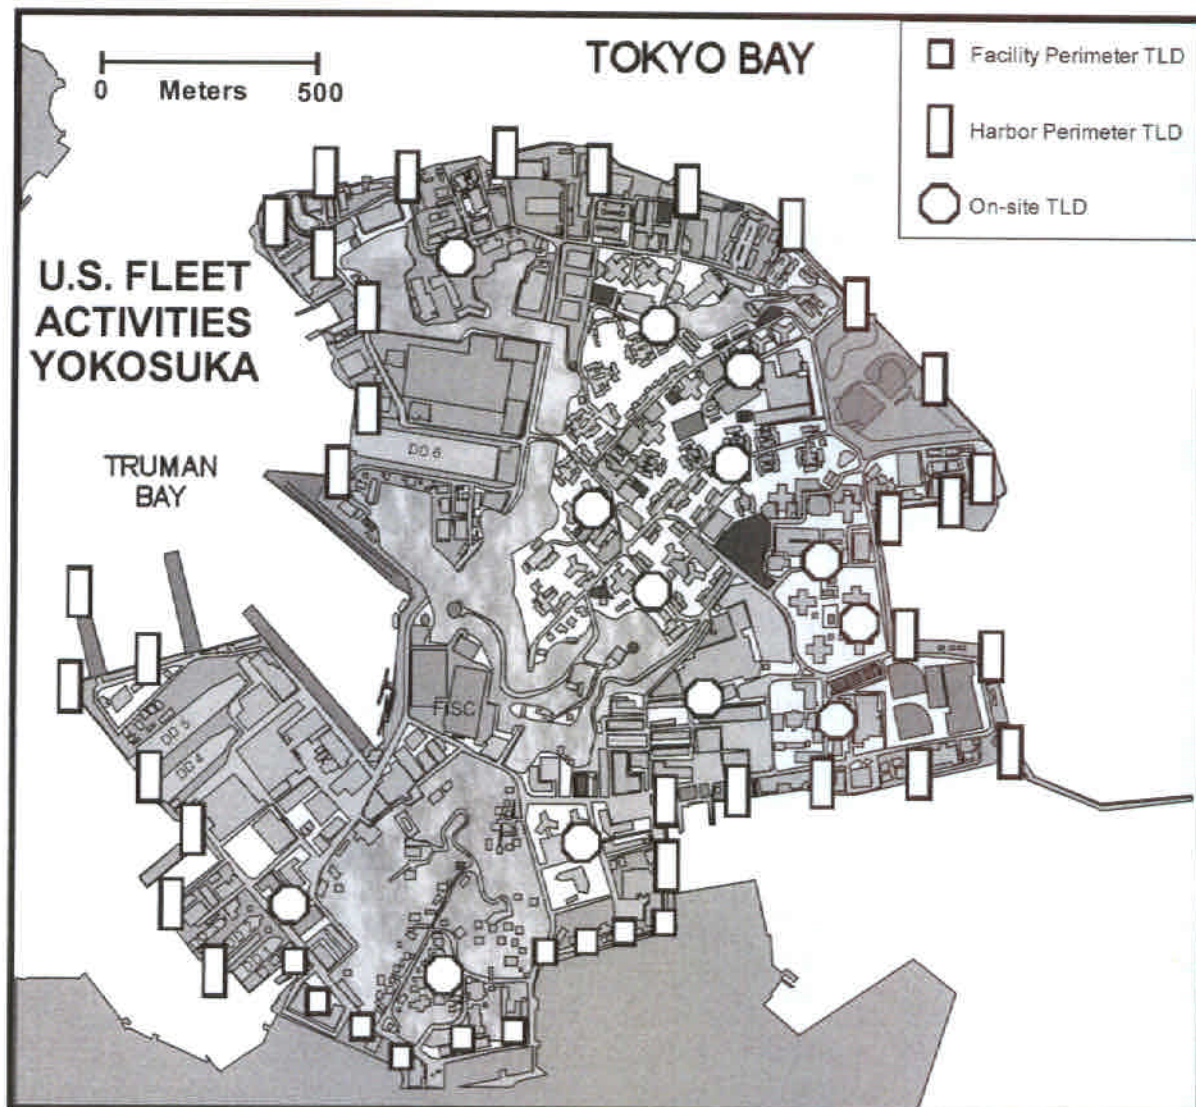 TOKYO BAY
0 Meters 500
Facility Perimeter TLD
Harbor Perimeter TLD
On-site TLD
U.S. FLEET
ACTIVITIES
YOKOSUKA
TRUMAN
BAY
DD 6
FISC
DD 5
DD 4